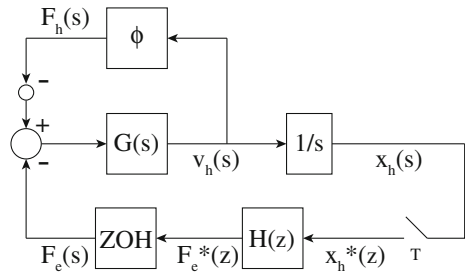 F_h(s)
ϕ
−
+
−
G(s)
v_h(s)
1/s
x_h(s)
F_e(s)
ZOH
F_e*(z)
H(z)
x_h*(z)
T